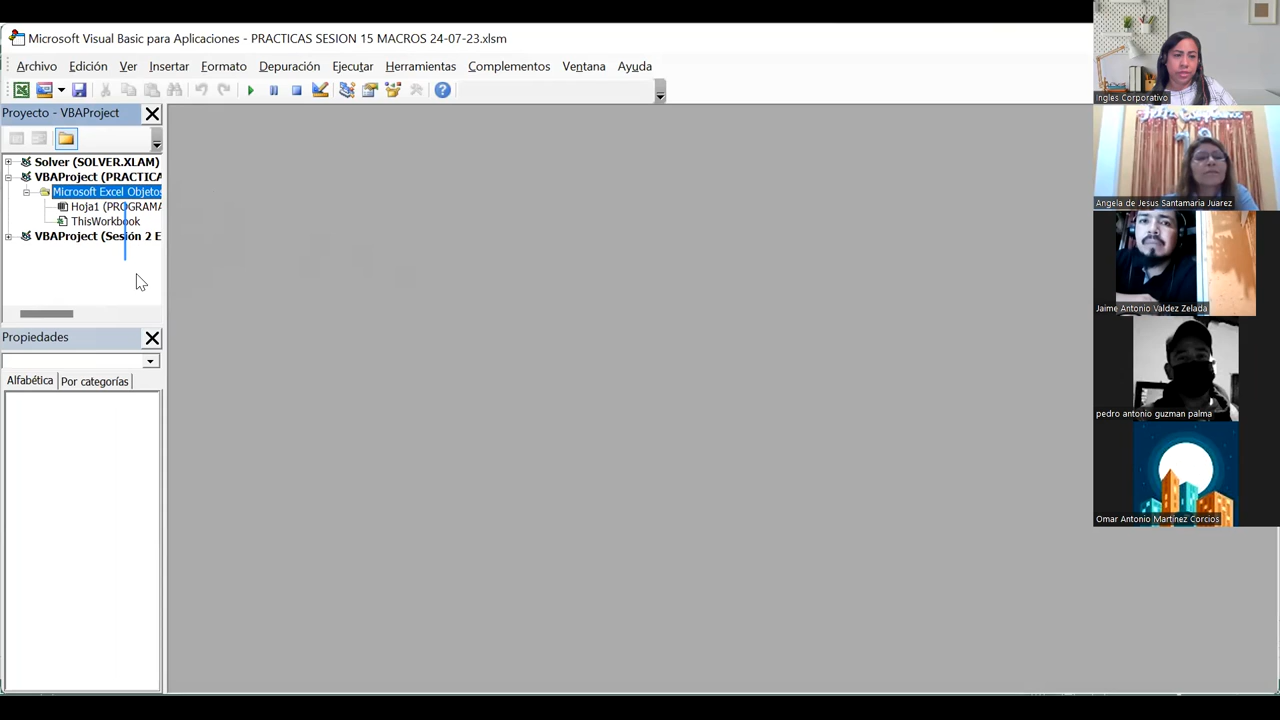 Microsoft Visual Basic para Aplicaciones - PRACTICAS SESION 15 MACROS 24-07-23.xlsm
Archivo Edición Ver Insertar Formato Depuración Ejecutar Herramientas Complementos Ventana Ayuda
Proyecto - VBAProject
Solver (SOLVER.XLAM)
VBAProject (PRACTICA
Microsoft Excel Objetos
Hoja1 (PROGRAMA
ThisWorkbook
VBAProject (Sesión 2 E
Propiedades
Alfabética Por categorías
Ingles Corporativo
Angela de Jesus Santamaria Juarez
Jaime Antonio Valdez Zelada
pedro antonio guzman palma
Omar Antonio Martinez Corcios